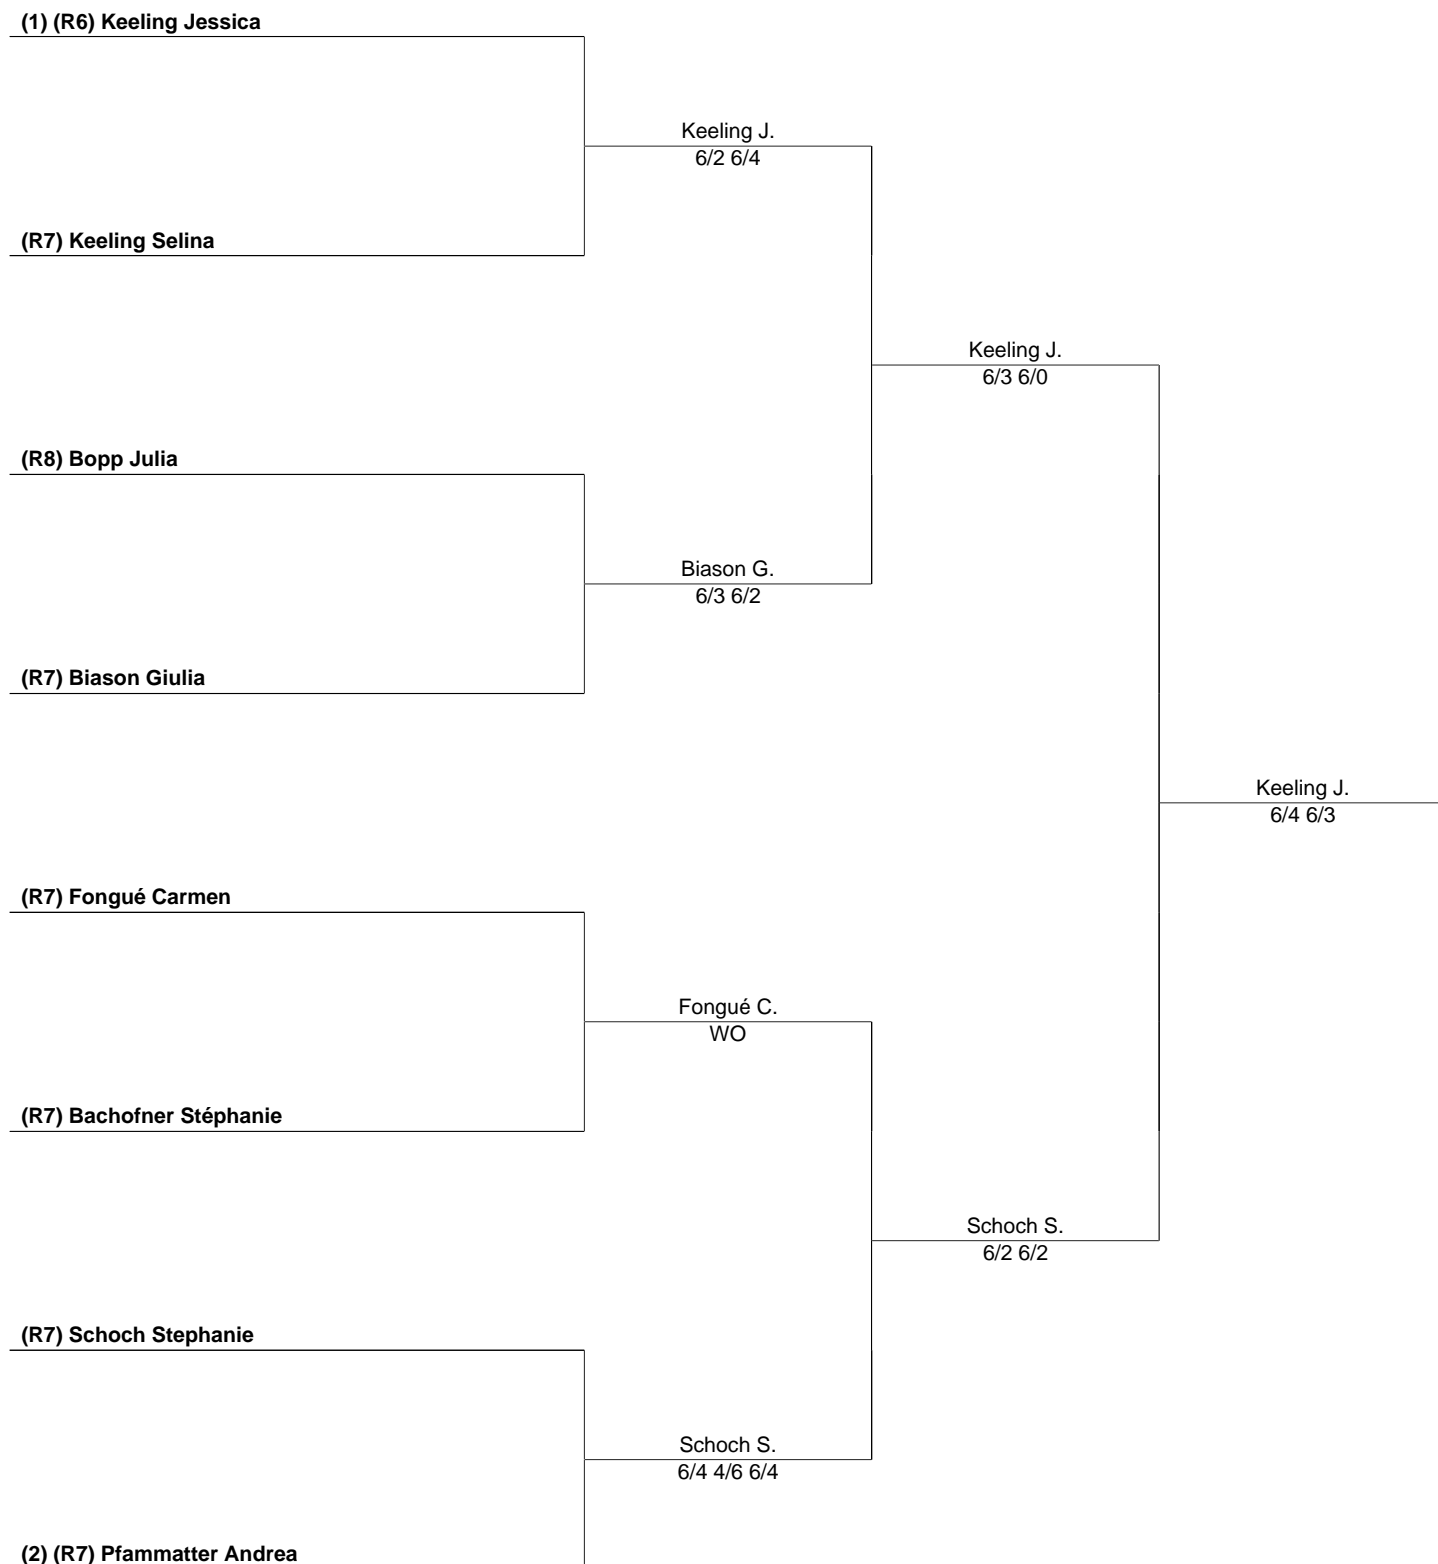 (1) (R6) Keeling Jessica
Keeling J.
6/2 6/4
(R7) Keeling Selina
Keeling J.
6/3 6/0
(R8) Bopp Julia
Biason G.
6/3 6/2
(R7) Biason Giulia
Keeling J.
6/4 6/3
(R7) Fongué Carmen
Fongué C.
WO
(R7) Bachofner Stéphanie
Schoch S.
6/2 6/2
(R7) Schoch Stephanie
Schoch S.
6/4 4/6 6/4
(2) (R7) Pfammatter Andrea